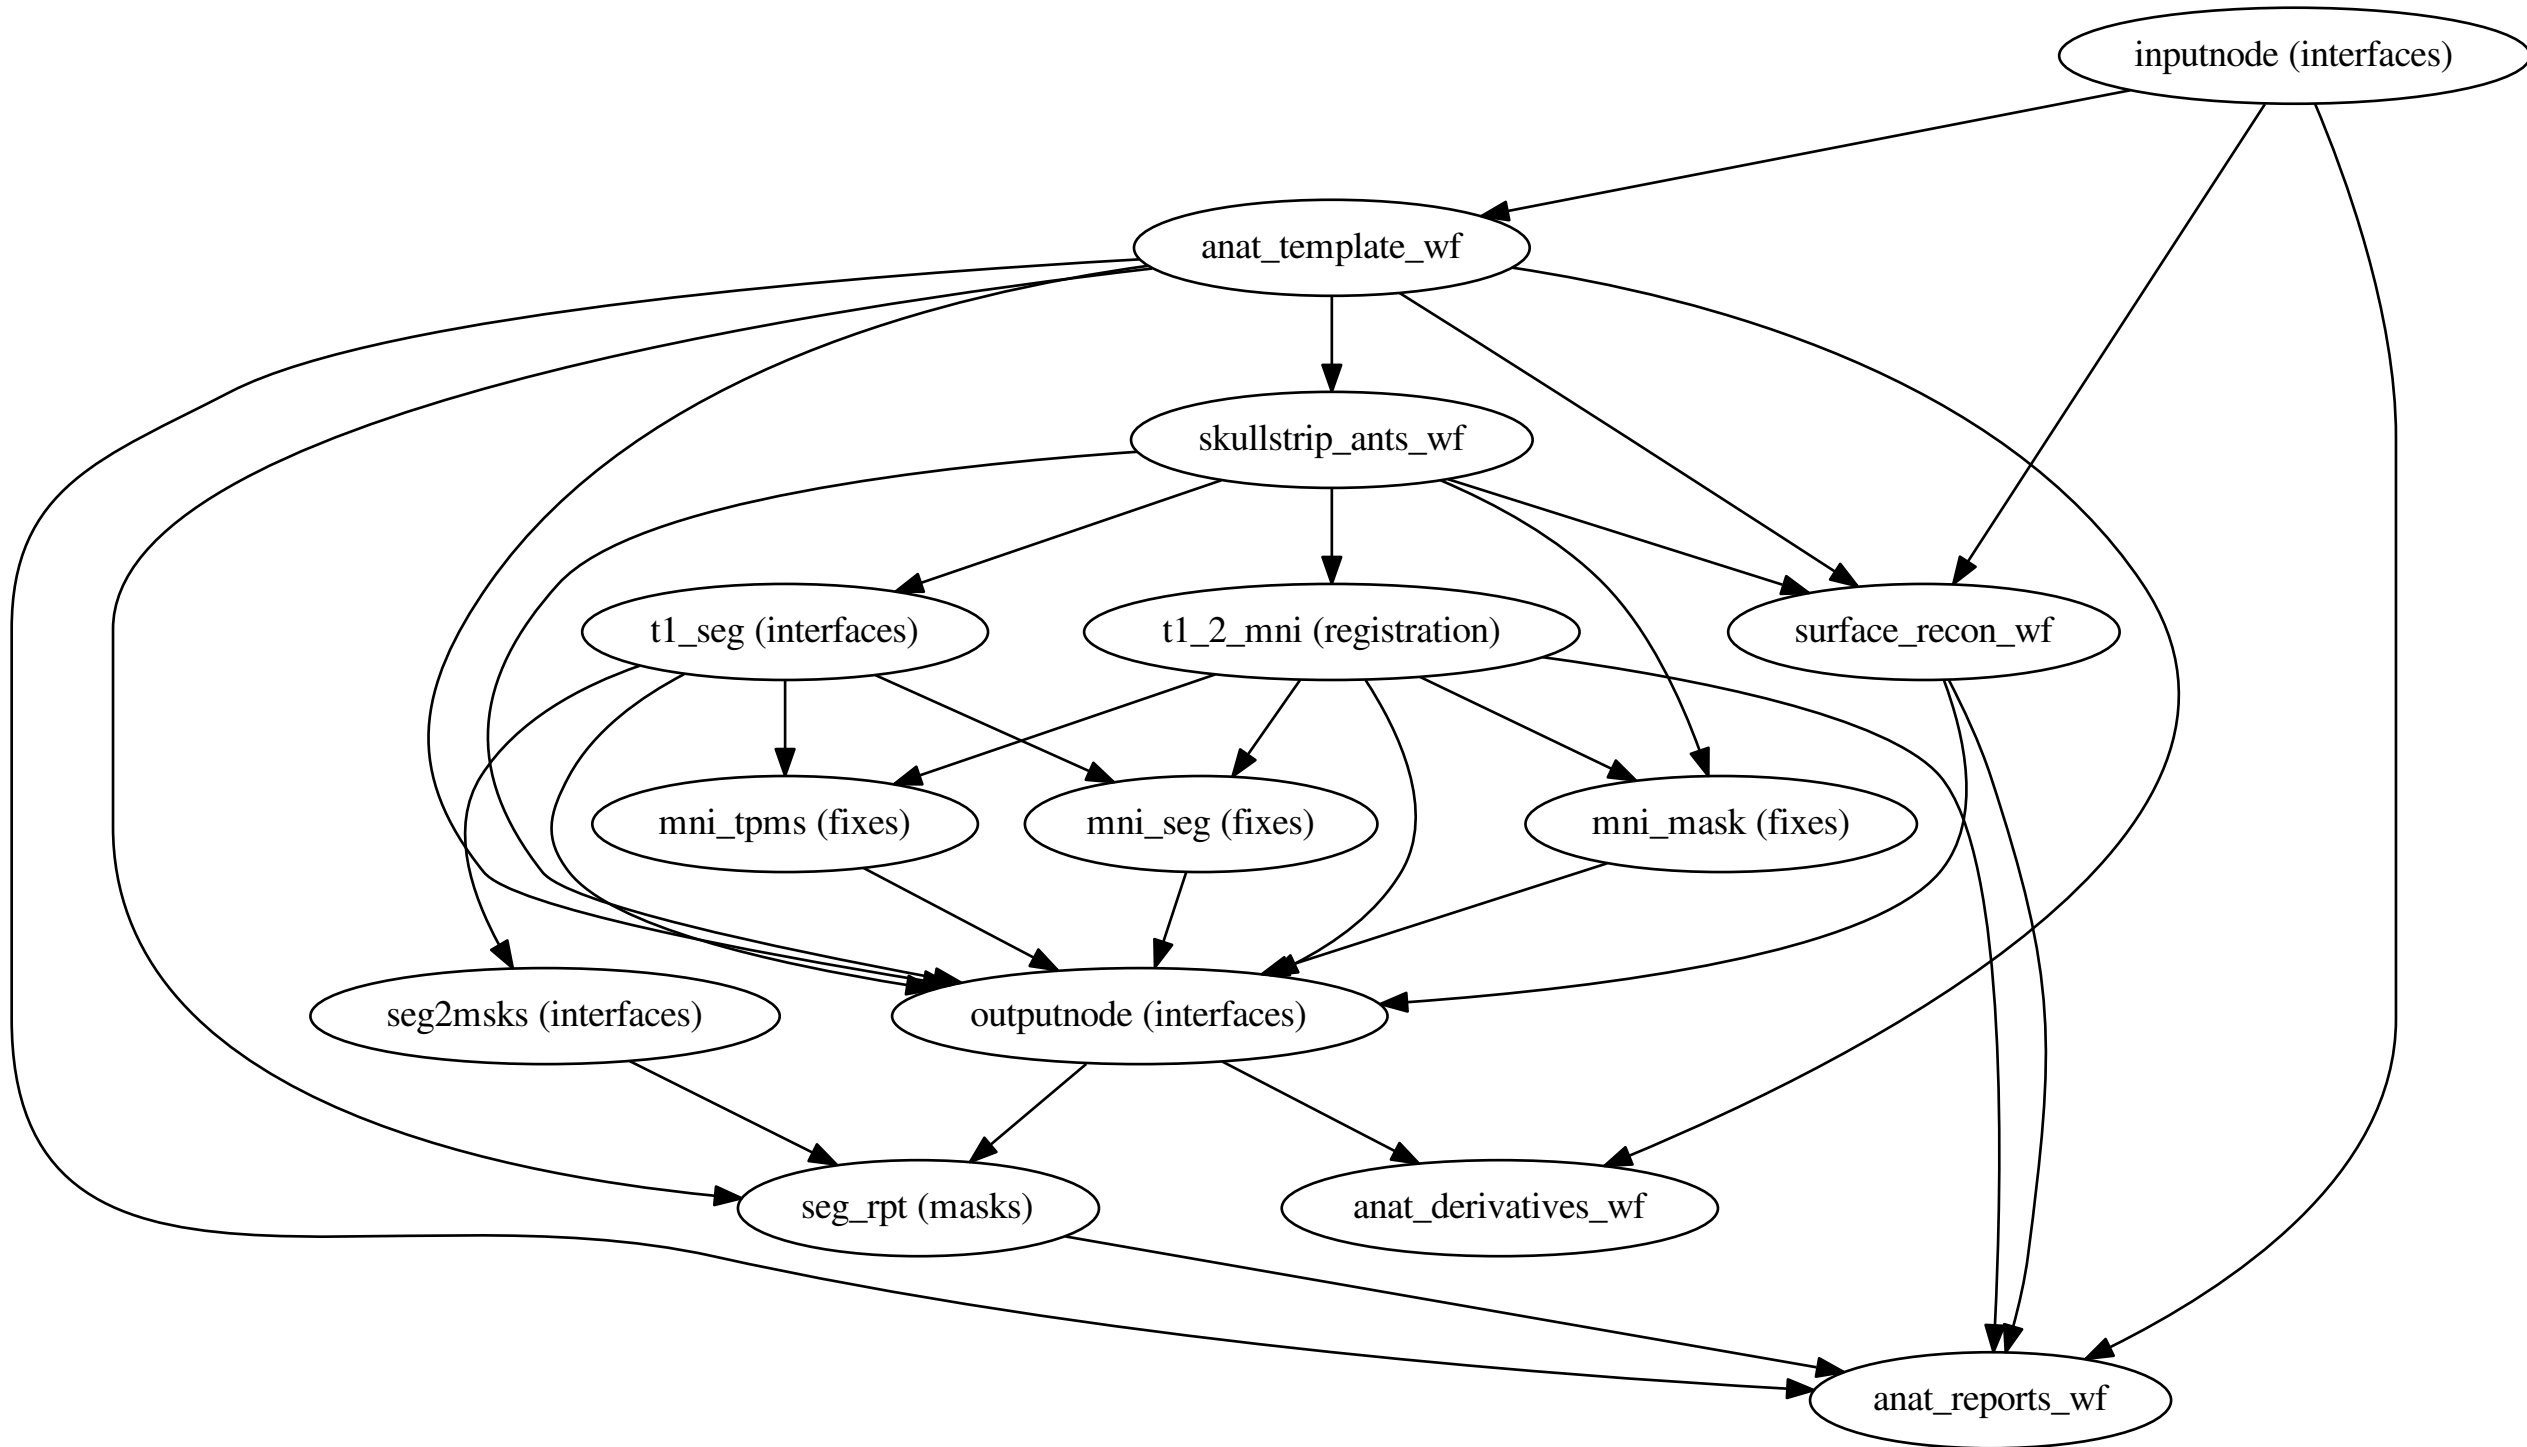 inputnode (interfaces)
anat_template_wf
skullstrip_ants_wf
t1_seg (interfaces)
t1_2_mni (registration)
surface_recon_wf
mni_tpms (fixes)
mni_seg (fixes)
mni_mask (fixes)
seg2msks (interfaces)
outputnode (interfaces)
seg_rpt (masks)
anat_derivatives_wf
anat_reports_wf